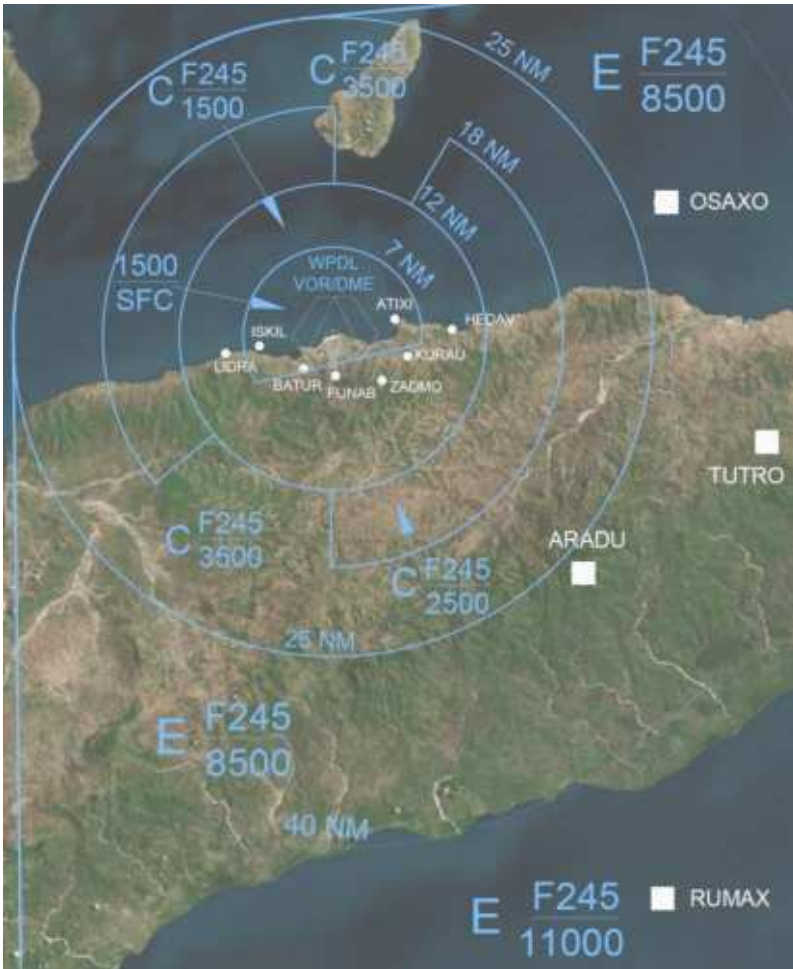 C F245
1500
C F245
3500
25 NM
E F245
8500
18 NM
12 NM
OSAXO
7 NM
WPDL
VOR/DME
1500
SFC
ATIXI
HEDAV
ISKIL
LIDRA
KURAU
BATUR
FUNAB
ZADMO
TUTRO
C F245
3500
ARADU
C F245
2500
25 NM
E F245
8500
40 NM
E F245
11000
RUMAX